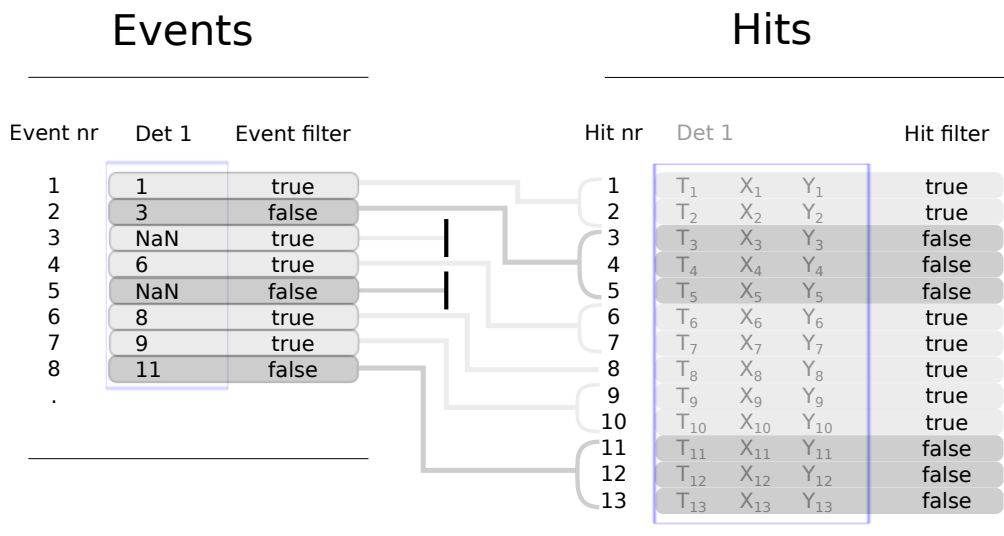 Events Hits
Event nr Det 1 Event filter Hit nr Det 1 Hit filter
1 1 true 1 T1 X1 Y1 true
2 3 false 2 T2 X2 Y2 true
3 NaN true 3 T3 X3 Y3 false
4 6 true 4 T4 X4 Y4 false
5 NaN false 5 T5 X5 Y5 false
6 8 true 6 T6 X6 Y6 true
7 9 true 7 T7 X7 Y7 true
8 11 false 8 T8 X8 Y8 true
. 9 T9 X9 Y9 true
10 T10 X10 Y10 true
11 T11 X11 Y11 false
12 T12 X12 Y12 false
13 T13 X13 Y13 false